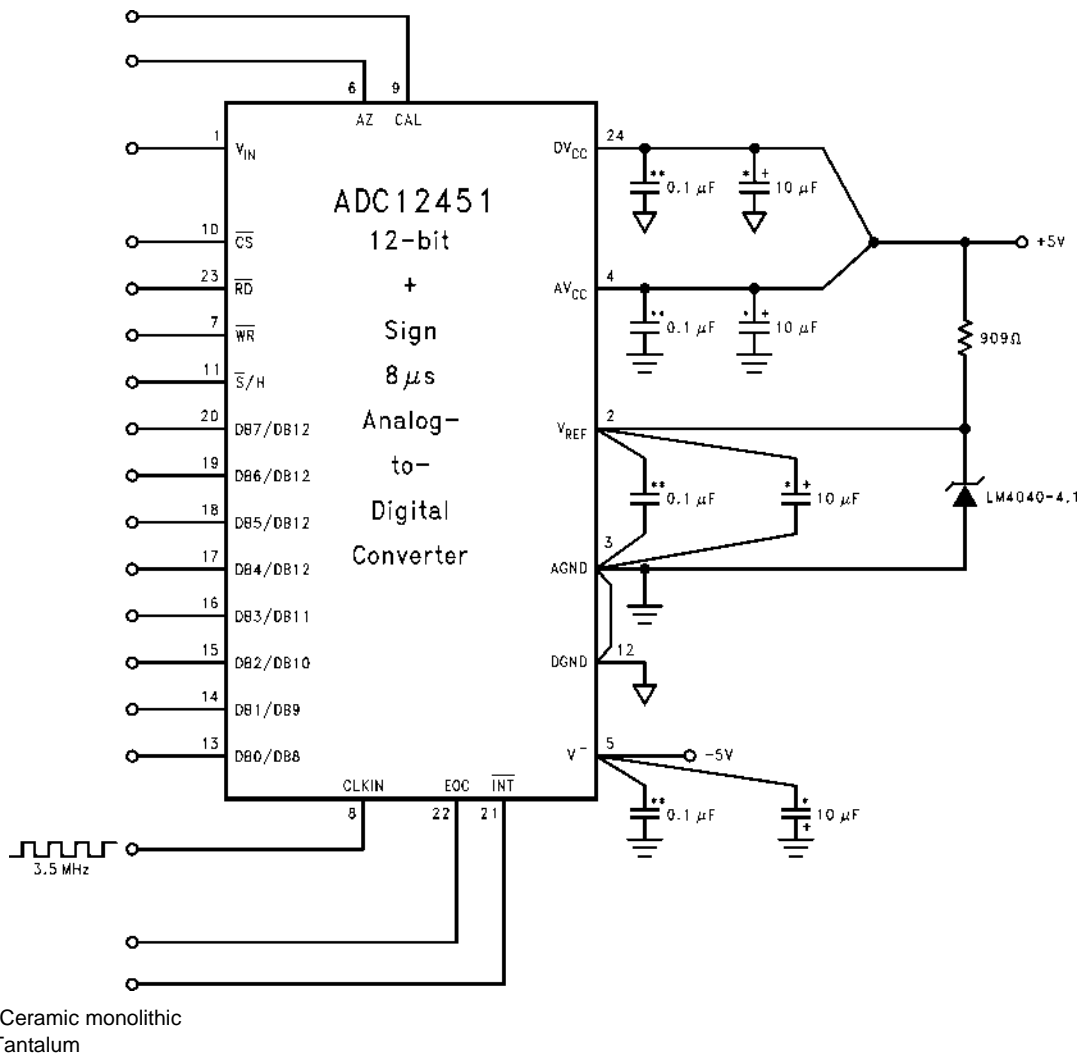 6 9
AZ CAL
1 V_IN
10 C̅S̅
23 R̅D̅
7 W̅R̅
11 S̅/H
20 DB7/DB12
19 DB6/DB12
18 DB5/DB12
17 DB4/DB12
16 DB3/DB11
15 DB2/DB10
14 DB1/DB9
13 DB0/DB8
ADC12451
12-bit
+
Sign
8 μs
Analog-
to-
Digital
Converter
DV_CC 24
** 0.1 μF * + 10 μF
+5V
AV_CC 4
** 0.1 μF * + 10 μF
909Ω
V_REF 2
** 0.1 μF * + 10 μF
LM4040-4.1
AGND 3
DGND 12
V⁻ 5
-5V
** 0.1 μF * + 10 μF
CLKIN EOC I̅N̅T̅
8 22 21
3.5 MHz
Ceramic monolithic
Tantalum